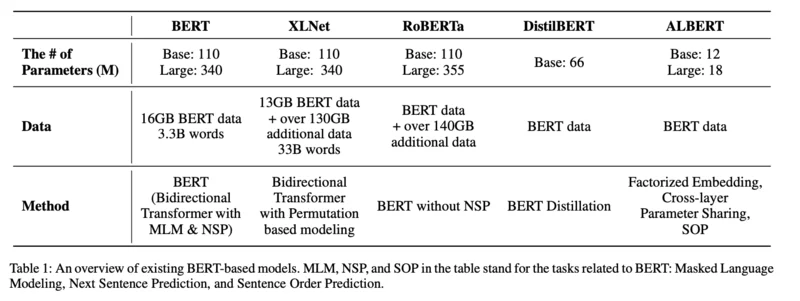 BERT XLNet RoBERTa DistilBERT ALBERT
The # of Parameters (M)
Base: 110
Large: 340
Base: 110
Large: 340
Base: 110
Large: 355
Base: 66
Base: 12
Large: 18
Data
16GB BERT data
3.3B words
13GB BERT data
+ over 130GB
additional data
33B words
BERT data
+ over 140GB
additional data
BERT data
BERT data
Method
BERT
(Bidirectional
Transformer with
MLM & NSP)
Bidirectional
Transformer
with Permutation
based modeling
BERT without NSP
BERT Distillation
Factorized Embedding,
Cross-layer
Parameter Sharing,
SOP
Table 1: An overview of existing BERT-based models. MLM, NSP, and SOP in the table stand for the tasks related to BERT: Masked Language
Modeling, Next Sentence Prediction, and Sentence Order Prediction.